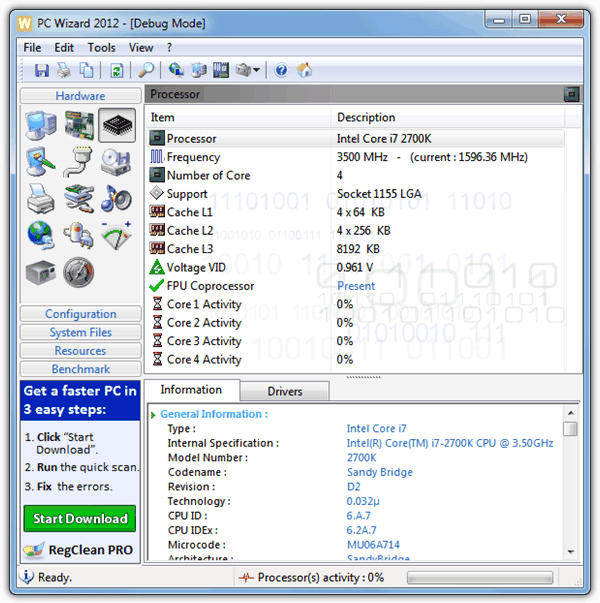 PC Wizard 2012 - [Debug Mode]
File Edit Tools View ?
Hardware
Configuration
System Files
Resources
Benchmark
Get a faster PC in
3 easy steps:
1. Click “Start
Download”.
2. Run the quick scan.
3. Fix the errors.
Start Download
RegClean PRO
Processor
Item Description
Processor Intel Core i7 2700K
Frequency 3500 MHz - (current : 1596.36 MHz)
Number of Core 4
Support Socket 1155 LGA
Cache L1 4 x 64 KB
Cache L2 4 x 256 KB
Cache L3 8192 KB
Voltage VID 0.961 V
FPU Coprocessor Present
Core 1 Activity 0%
Core 2 Activity 0%
Core 3 Activity 0%
Core 4 Activity 0%
Information Drivers
General Information :
Type : Intel Core i7
Internal Specification : Intel(R) Core(TM) i7-2700K CPU @ 3.50GHz
Model Number : 2700K
Codename : Sandy Bridge
Revision : D2
Technology : 0.032µ
CPU ID : 6.A.7
CPU IDEx : 6.2A.7
Microcode : MU06A714
Architecture : SandyBridge
Ready. Processor(s) activity : 0%